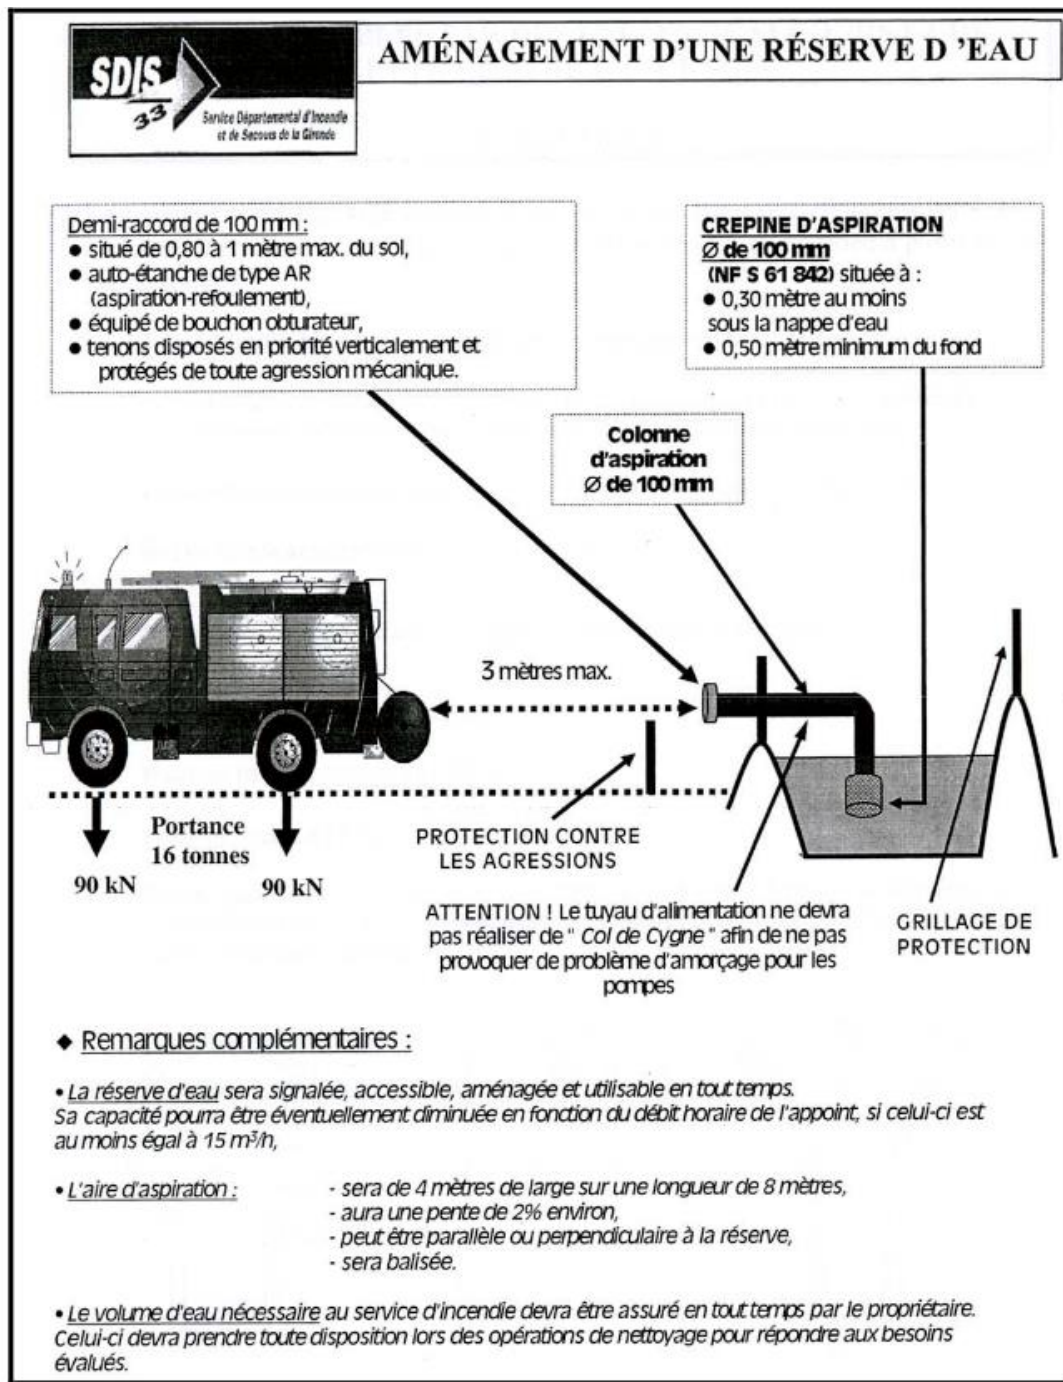 SDIS
33
Service Départemental d'Incendie
et de Secours de la Gironde
AMÉNAGEMENT D'UNE RÉSERVE D 'EAU
Demi-raccord de 100 mm :
● situé de 0,80 à 1 mètre max. du sol,
● auto-étanche de type AR
(aspiration-refoulement),
● équipé de bouchon obturateur,
● tenons disposés en priorité verticalement et
protégés de toute agression mécanique.
CREPINE D'ASPIRATION
Ø de 100 mm
(NF S 61 842) située à :
● 0,30 mètre au moins
sous la nappe d'eau
● 0,50 mètre minimum du fond
Colonne
d'aspiration
Ø de 100 mm
3 mètres max.
Portance
16 tonnes
90 kN
90 kN
PROTECTION CONTRE
LES AGRESSIONS
ATTENTION ! Le tuyau d'alimentation ne devra
pas réaliser de " Col de Cygne " afin de ne pas
provoquer de problème d'amorçage pour les
pompes
GRILLAGE DE
PROTECTION
◆ Remarques complémentaires :
• La réserve d'eau sera signalée, accessible, aménagée et utilisable en tout temps.
Sa capacité pourra être éventuellement diminuée en fonction du débit horaire de l'appoint, si celui-ci est
au moins égal à 15 m³/h,
• L'aire d'aspiration : - sera de 4 mètres de large sur une longueur de 8 mètres,
- aura une pente de 2% environ,
- peut être parallèle ou perpendiculaire à la réserve,
- sera balisée.
• Le volume d'eau nécessaire au service d'incendie devra être assuré en tout temps par le propriétaire.
Celui-ci devra prendre toute disposition lors des opérations de nettoyage pour répondre aux besoins
évalués.